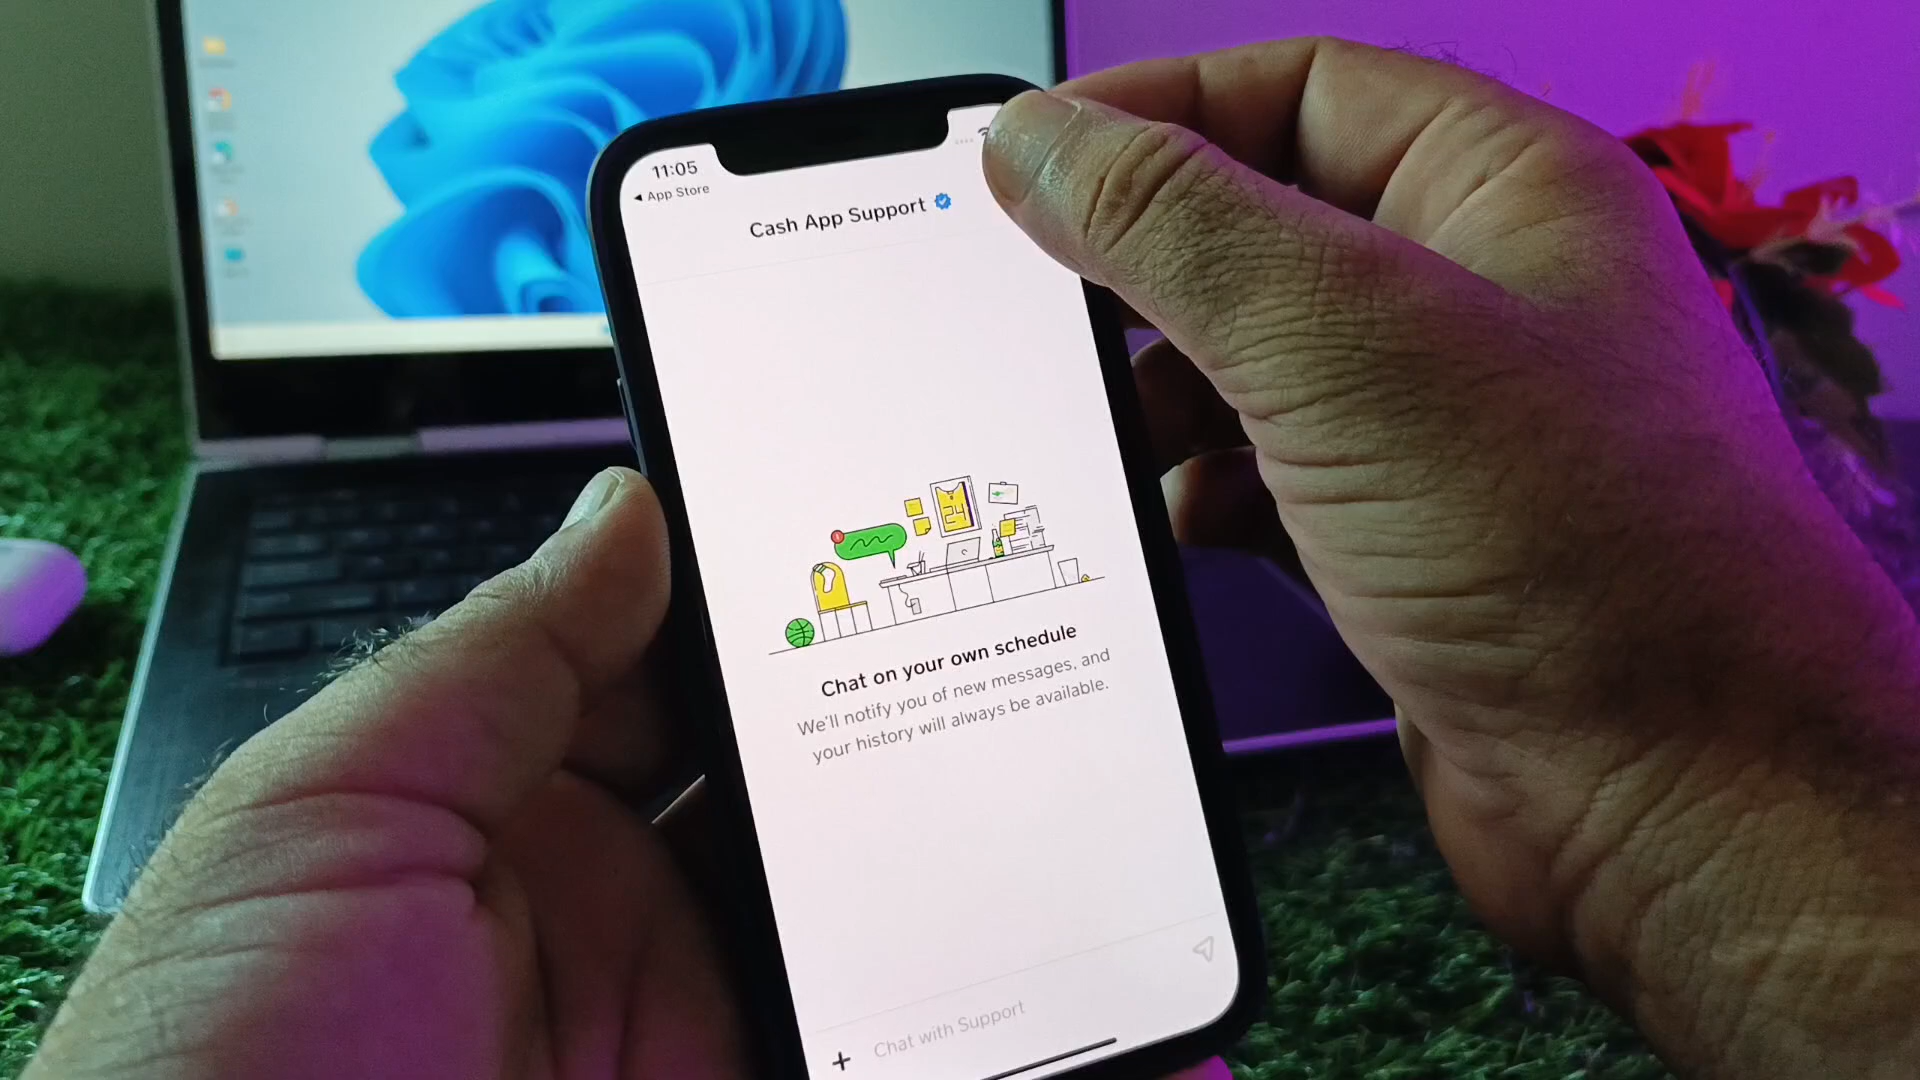 11:05
◀ App Store
Cash App Support
24
Chat on your own schedule
We'll notify you of new messages, and
your history will always be available.
Chat with Support